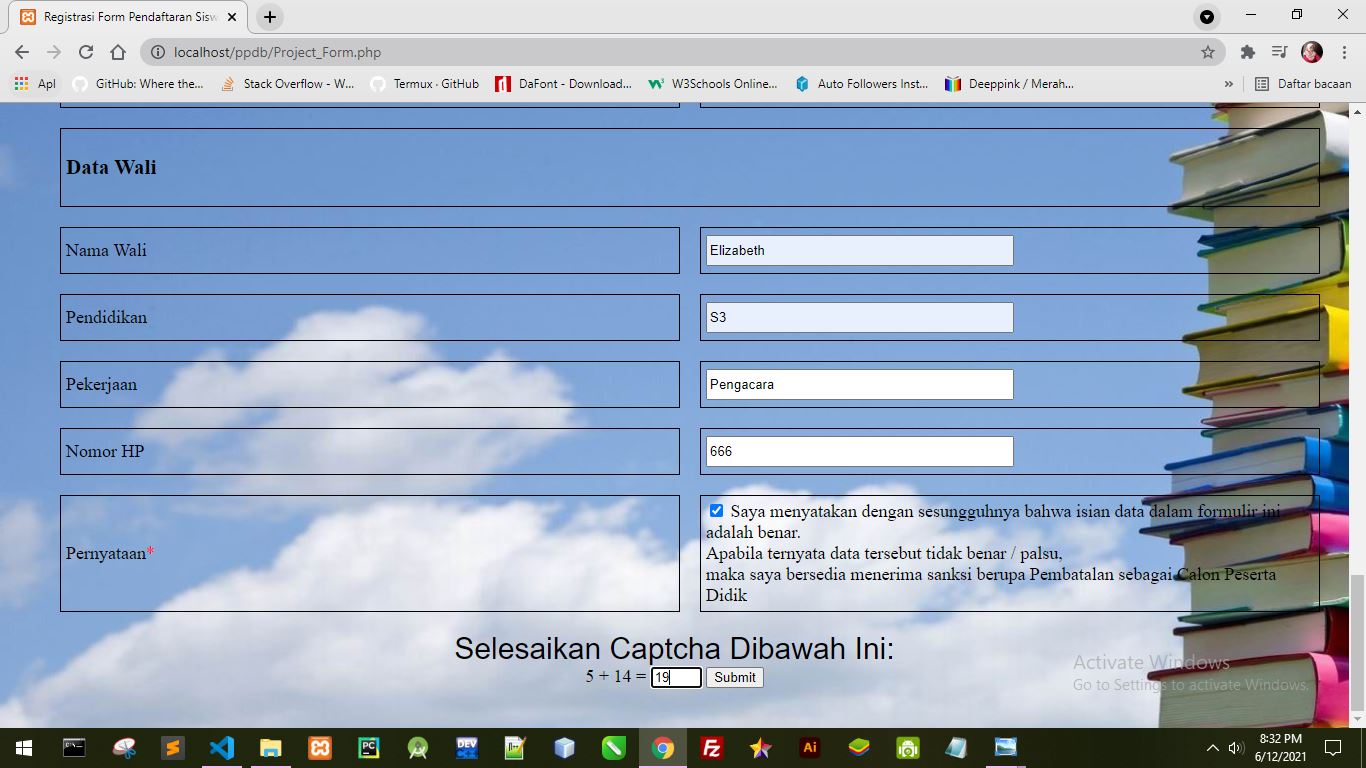 Registrasi Form Pendaftaran Sisw
localhost/ppdb/Project_Form.php
Apl GitHub: Where the... Stack Overflow - W... Termux · GitHub DaFont - Download... W3Schools Online... Auto Followers Inst... Deeppink / Merah... » Daftar bacaan
Data Wali
Nama Wali Elizabeth
Pendidikan S3
Pekerjaan Pengacara
Nomor HP 666
Pernyataan*
Saya menyatakan dengan sesungguhnya bahwa isian data dalam formulir ini
adalah benar.
Apabila ternyata data tersebut tidak benar / palsu,
maka saya bersedia menerima sanksi berupa Pembatalan sebagai Calon Peserta
Didik
Selesaikan Captcha Dibawah Ini:
5 + 14 = 19 Submit
Activate Windows
Go to Settings to activate Windows.
PC DEV Fz Ai
8:32 PM
6/12/2021